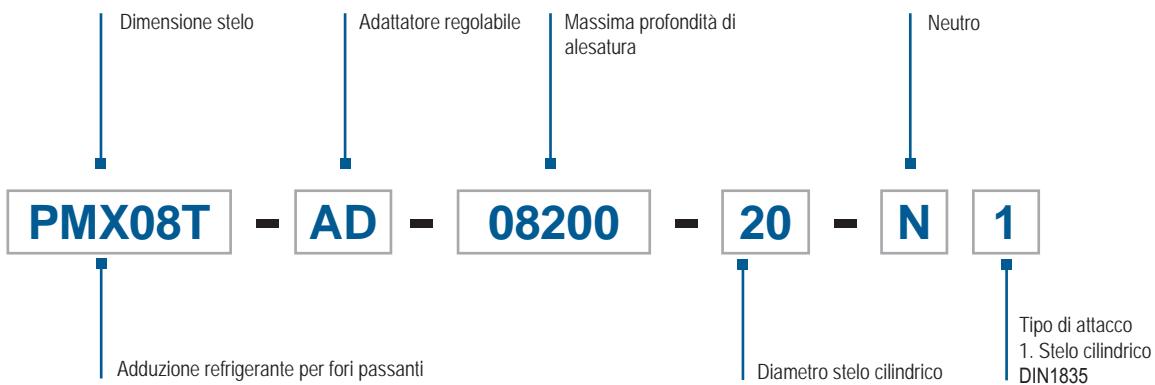 Dimensione stelo
Adattatore regolabile
Massima profondità di
alesatura
Neutro
PMX08T - AD - 08200 - 20 - N 1
Adduzione refrigerante per fori passanti
Diametro stelo cilindrico
Tipo di attacco
1. Stelo cilindrico
DIN1835